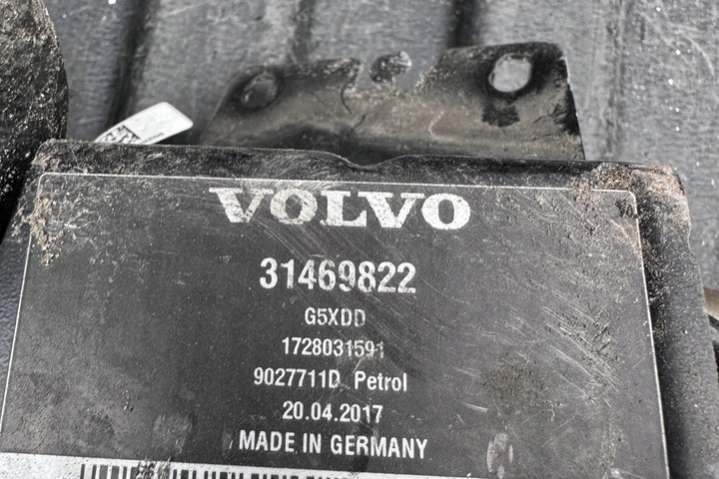 VOLVO
31469822
G5XDD
1728031591
9027711D Petrol
20.04.2017
MADE IN GERMANY